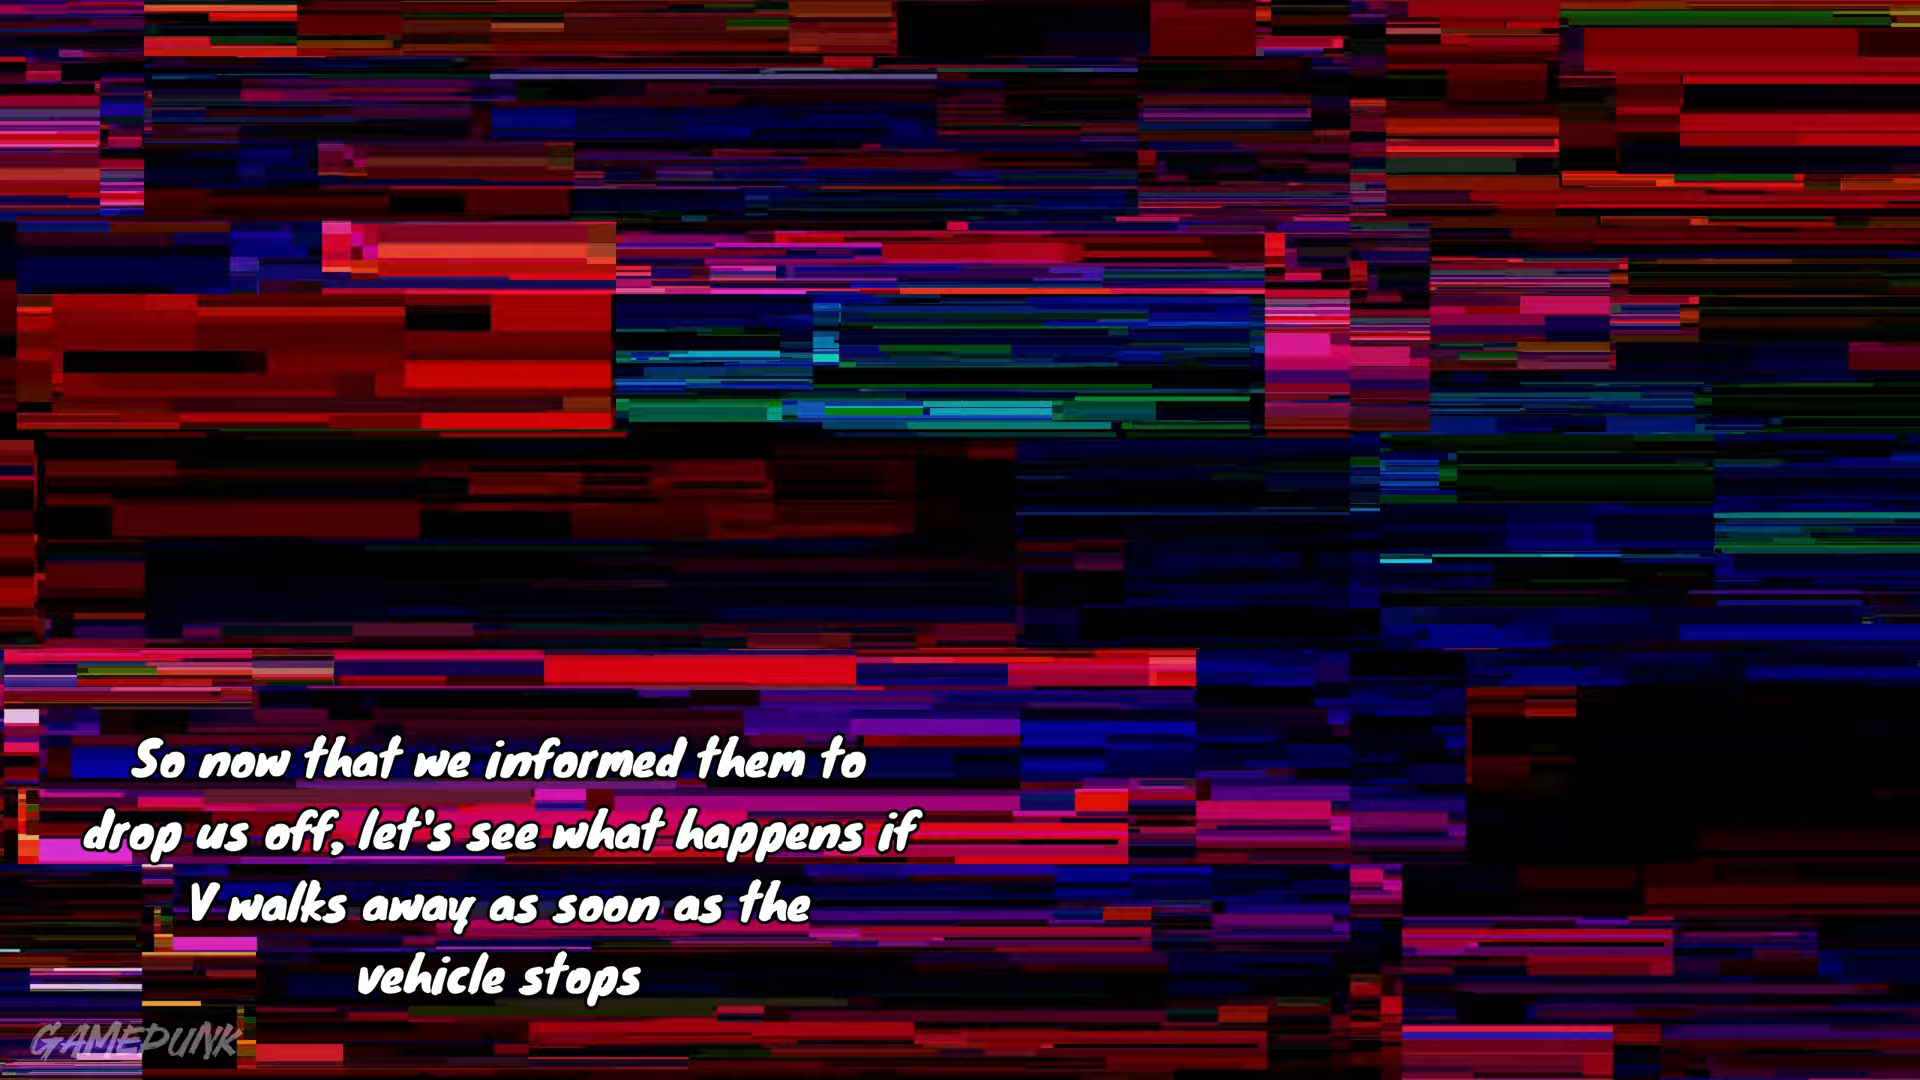 So now that we informed them to
drop us off, let's see what happens if
V walks away as soon as the
vehicle stops
GAMEPUNK